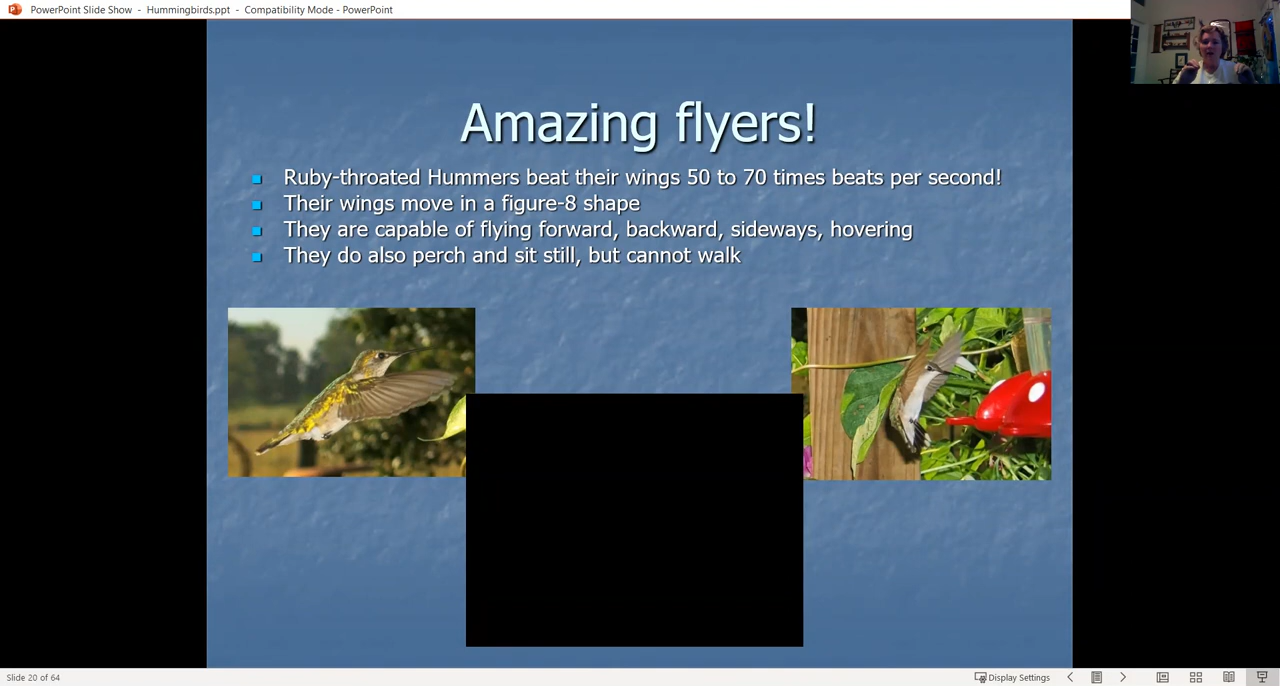 PowerPoint Slide Show - Hummingbirds.ppt - Compatibility Mode - PowerPoint
Amazing flyers!
Ruby-throated Hummers beat their wings 50 to 70 times beats per second!
Their wings move in a figure-8 shape
They are capable of flying forward, backward, sideways, hovering
They do also perch and sit still, but cannot walk
Slide 20 of 64
Display Settings